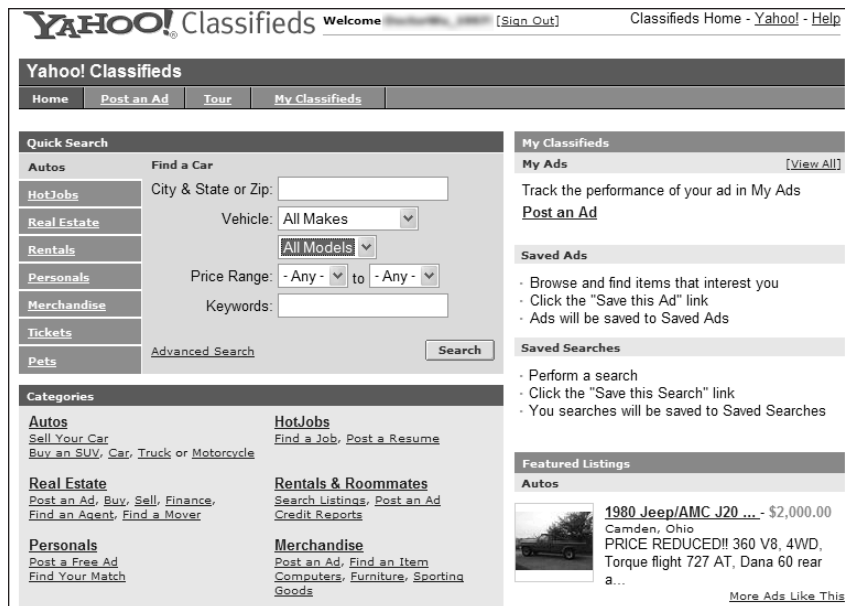 YAHOO! Classifieds Welcome [Sign Out] Classifieds Home - Yahoo! - Help
Yahoo! Classifieds
Home Post an Ad Tour My Classifieds
Quick Search
Autos
HotJobs
Real Estate
Rentals
Personals
Merchandise
Tickets
Pets
Find a Car
City & State or Zip:
Vehicle: All Makes
All Models
Price Range: - Any - to - Any -
Keywords:
Advanced Search Search
Categories
Autos
Sell Your Car
Buy an SUV, Car, Truck or Motorcycle
HotJobs
Find a Job, Post a Resume
Real Estate
Post an Ad, Buy, Sell, Finance,
Find an Agent, Find a Mover
Rentals & Roommates
Search Listings, Post an Ad
Credit Reports
Personals
Post a Free Ad
Find Your Match
Merchandise
Post an Ad, Find an Item
Computers, Furniture, Sporting
Goods
My Classifieds
My Ads [View All]
Track the performance of your ad in My Ads
Post an Ad
Saved Ads
· Browse and find items that interest you
· Click the "Save this Ad" link
· Ads will be saved to Saved Ads
Saved Searches
· Perform a search
· Click the "Save this Search" link
· You searches will be saved to Saved Searches
Featured Listings
Autos
1980 Jeep/AMC J20 ... - $2,000.00
Camden, Ohio
PRICE REDUCED!! 360 V8, 4WD,
Torque flight 727 AT, Dana 60 rear
a...
More Ads Like This